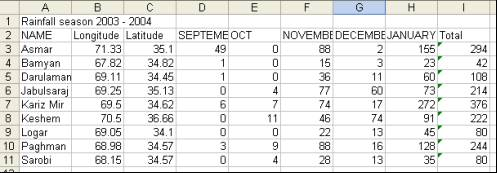 A B C D E F G H I
1 Rainfall season 2003 - 2004
2 NAME Longitude Latitude SEPTEME OCT NOVEMBE DECEMBE JANUARY Total
3 Asmar 71.33 35.1 49 0 88 2 155 294
4 Bamyan 67.82 34.82 1 0 15 3 23 42
5 Darulaman 69.11 34.45 1 0 36 11 60 108
6 Jabulsaraj 69.25 35.13 0 4 77 60 73 214
7 Kariz Mir 69.5 34.62 6 7 74 17 272 376
8 Keshem 70.5 36.66 0 11 46 74 91 222
9 Logar 69.05 34.1 0 0 22 13 45 80
10 Paghman 68.98 34.57 3 9 88 16 128 244
11 Sarobi 68.15 34.57 0 4 28 13 35 80